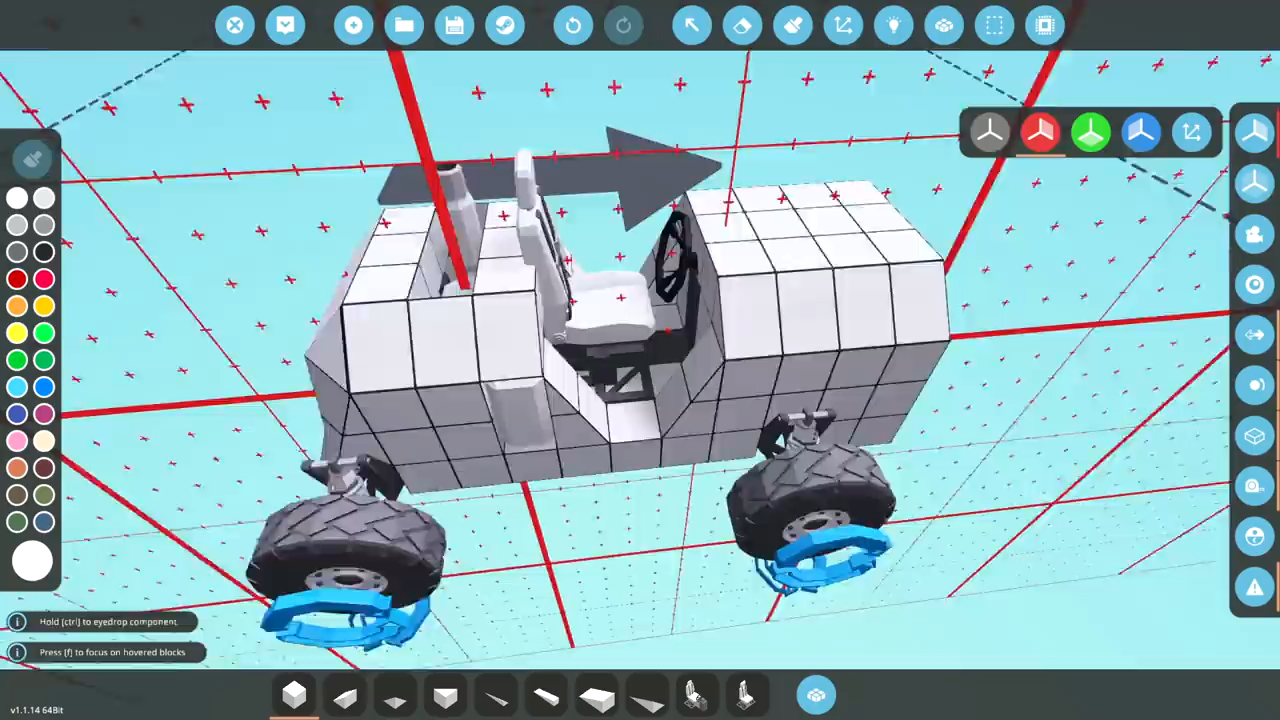 Hold [ctrl] to eyedrop component.
Press [f] to focus on hovered blocks
v1.1.14 64Bit